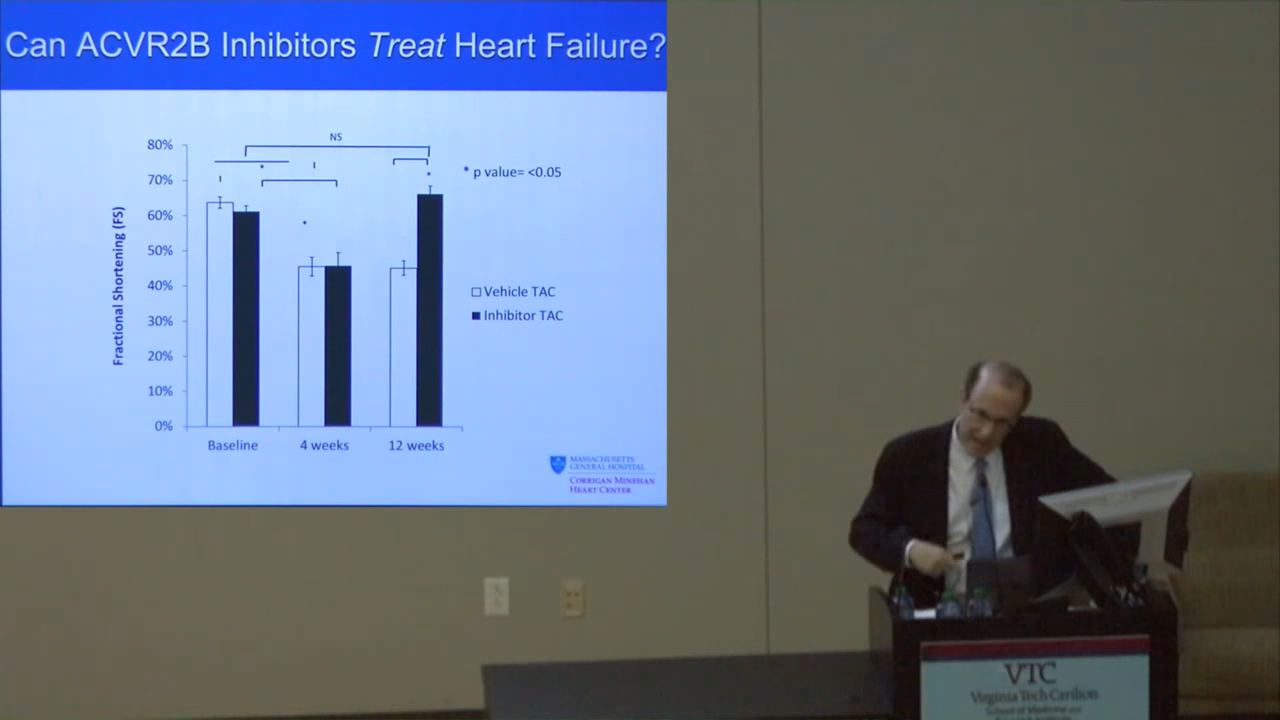 Can ACVR2B Inhibitors Treat Heart Failure?
NS
80%
70%
60%
50%
40%
30%
20%
10%
0%
Fractional Shortening (FS)
*
*
*
* p value= <0.05
Vehicle TAC
Inhibitor TAC
Baseline
4 weeks
12 weeks
MASSACHUSETTS
GENERAL HOSPITAL
CORRIGAN MINEHAN
HEART CENTER
VTC
Virginia Tech Carilion
School of Medicine and